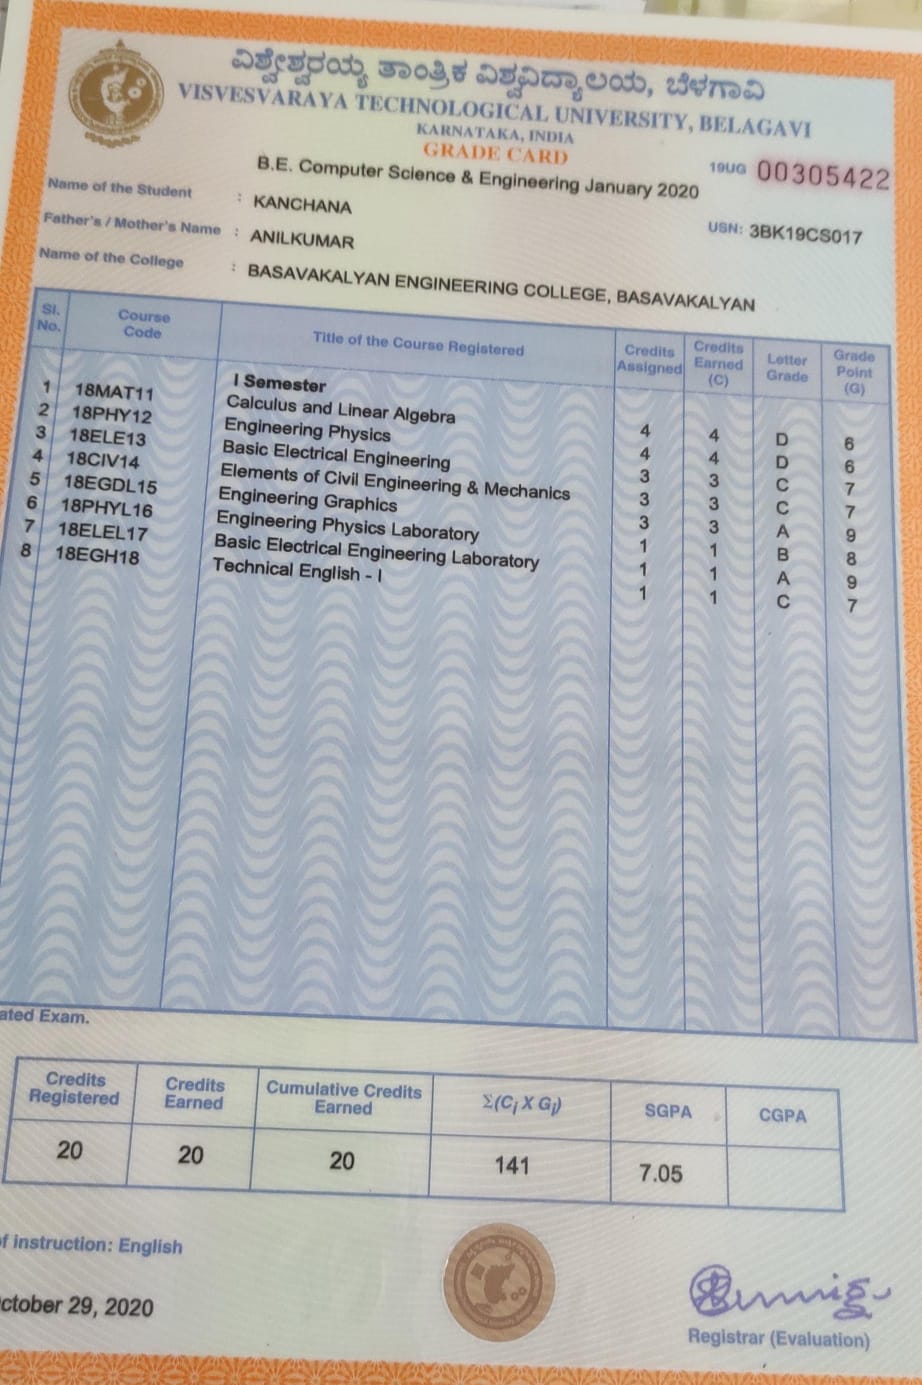 ವಿಶ್ವೇಶ್ವರಯ್ಯ ತಾಂತ್ರಿಕ ವಿಶ್ವವಿದ್ಯಾಲಯ, ಬೆಳಗಾವಿ
VISVESVARAYA TECHNOLOGICAL UNIVERSITY, BELAGAVI
KARNATAKA, INDIA
GRADE CARD
19UG 00305422
B.E. Computer Science & Engineering January 2020
Name of the Student : KANCHANA
USN: 3BK19CS017
Father's / Mother's Name : ANILKUMAR
Name of the College : BASAVAKALYAN ENGINEERING COLLEGE, BASAVAKALYAN
Sl. No. Course Code Title of the Course Registered Credits Assigned Credits Earned (C) Letter Grade Grade Point (G)
I Semester
1 18MAT11 Calculus and Linear Algebra 4 4 D 6
2 18PHY12 Engineering Physics 4 4 D 6
3 18ELE13 Basic Electrical Engineering 3 3 C 7
4 18CIV14 Elements of Civil Engineering & Mechanics 3 3 C 7
5 18EGDL15 Engineering Graphics 3 3 A 9
6 18PHYL16 Engineering Physics Laboratory 1 1 B 8
7 18ELEL17 Basic Electrical Engineering Laboratory 1 1 A 9
8 18EGH18 Technical English - I 1 1 C 7
ated Exam.
Credits Registered Credits Earned Cumulative Credits Earned Σ(Ci X Gi) SGPA CGPA
20 20 20 141 7.05
of instruction: English
ctober 29, 2020
Registrar (Evaluation)